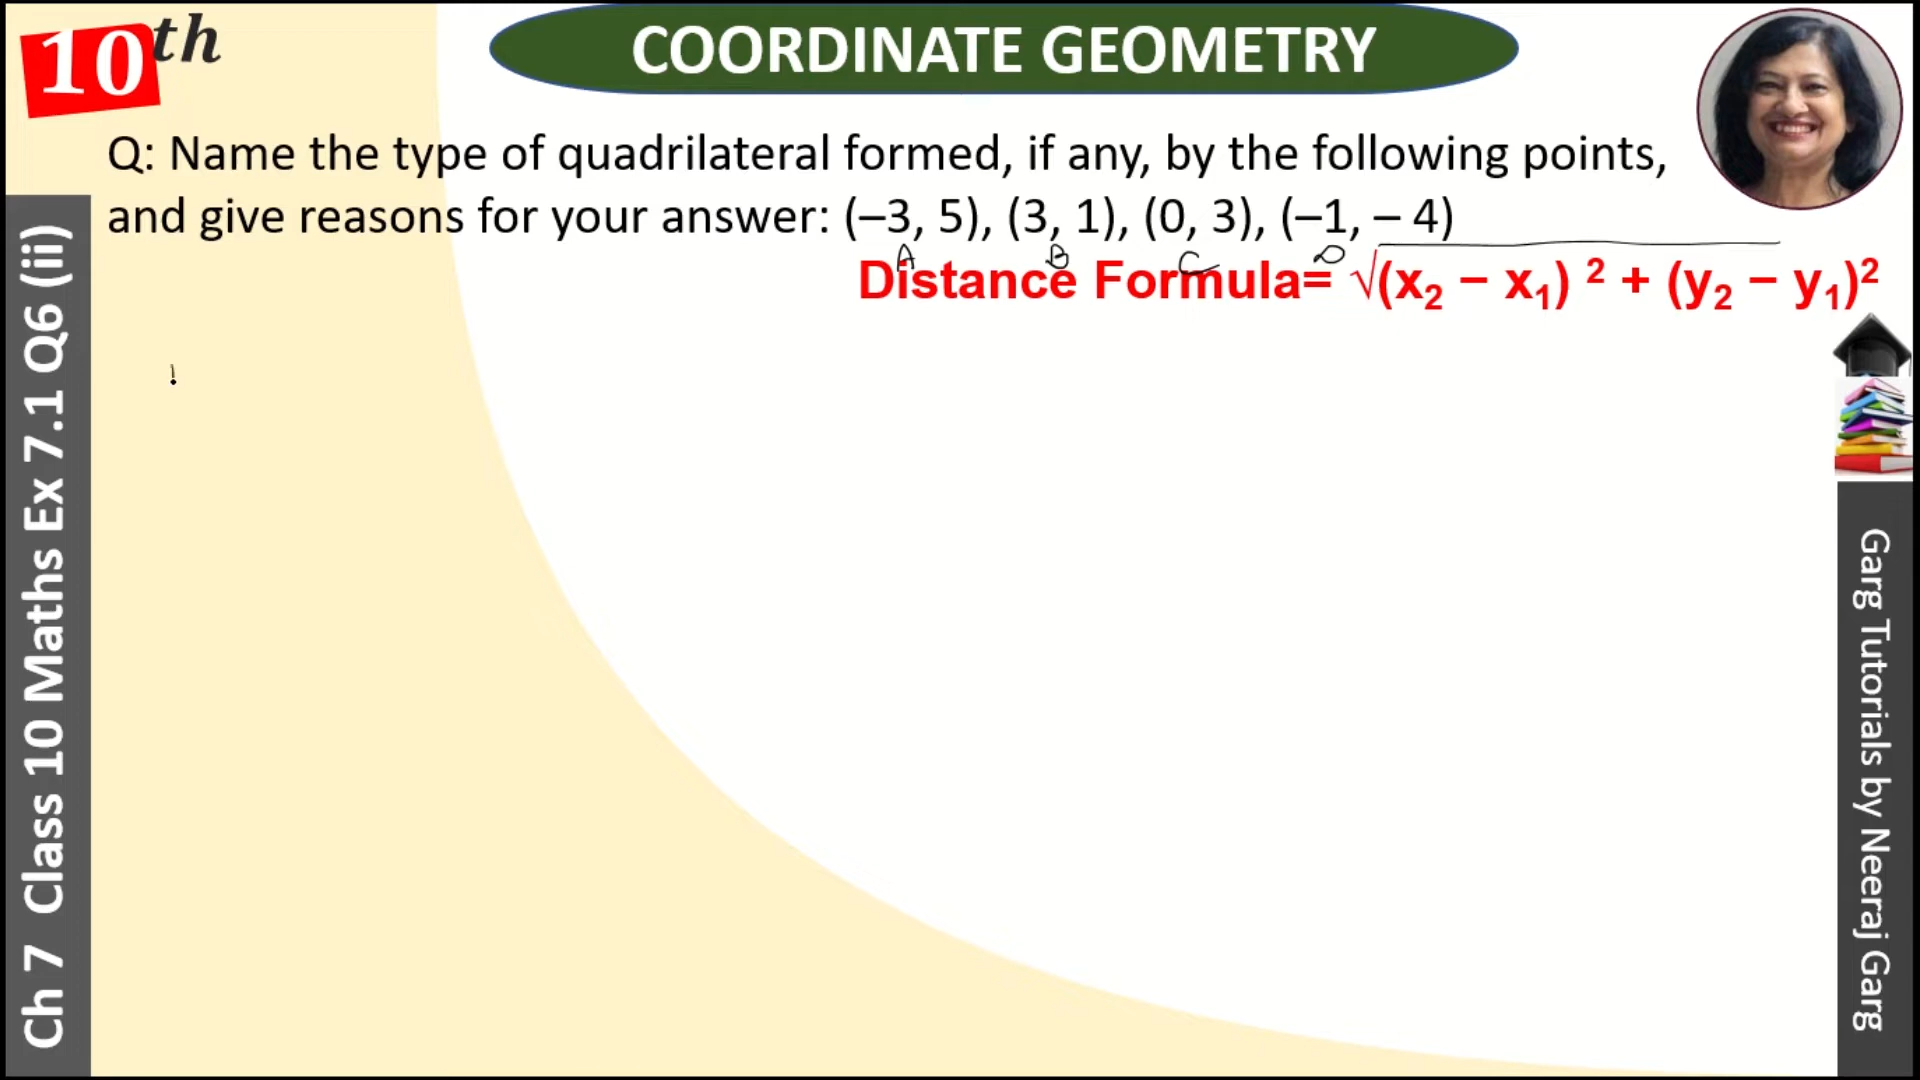 10th
COORDINATE GEOMETRY
Q: Name the type of quadrilateral formed, if any, by the following points,
and give reasons for your answer: (–3, 5), (3, 1), (0, 3), (–1, – 4)
A B C D
Distance Formula= √(x₂ − x₁) ² + (y₂ − y₁)²
Ch 7 Class 10 Maths Ex 7.1 Q6 (ii)
Garg Tutorials by Neeraj Garg